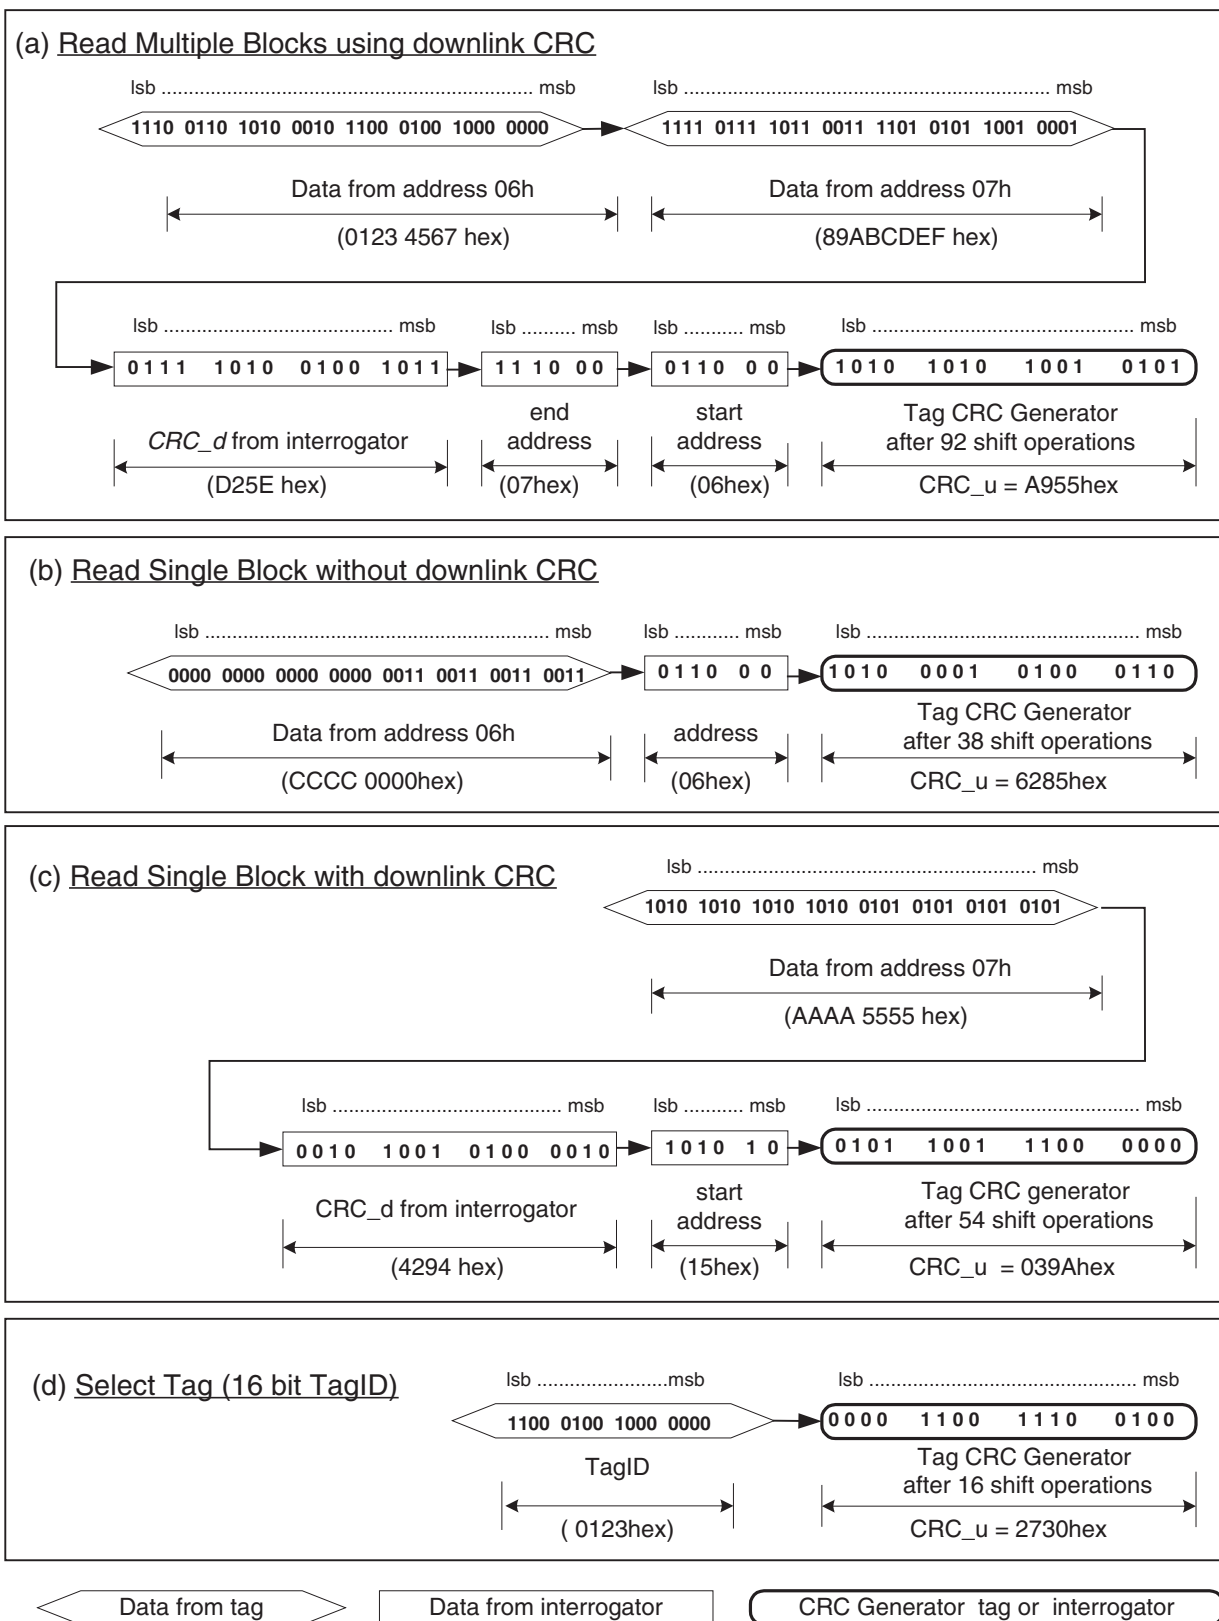 (a) Read Multiple Blocks using downlink CRC
lsb .................................................................... msb lsb .................................................................... msb
1110 0110 1010 0010 1100 0100 1000 0000 1111 0111 1011 0011 1101 0101 1001 0001
Data from address 06h Data from address 07h
(0123 4567 hex) (89ABCDEF hex)
lsb .......................................... msb lsb .......... msb lsb .......... msb lsb ................................................ msb
0111 1010 0100 1011 1110 00 0110 00 1010 1010 1001 0101
CRC_d from interrogator end address start address Tag CRC Generator
after 92 shift operations
(D25E hex) (07hex) (06hex) CRC_u = A955hex
(b) Read Single Block without downlink CRC
lsb ............................................................... msb lsb ............ msb lsb .................................................. msb
0000 0000 0000 0000 0011 0011 0011 0011 0110 00 1010 0001 0100 0110
Data from address 06h address Tag CRC Generator
after 38 shift operations
(CCCC 0000hex) (06hex) CRC_u = 6285hex
(c) Read Single Block with downlink CRC
lsb .............................................................. msb
1010 1010 1010 1010 0101 0101 0101 0101
Data from address 07h
(AAAA 5555 hex)
lsb .......................................... msb lsb ........... msb lsb .................................................. msb
0010 1001 0100 0010 1010 10 0101 1001 1100 0000
CRC_d from interrogator start address Tag CRC generator
after 54 shift operations
(4294 hex) (15hex) CRC_u = 039Ahex
(d) Select Tag (16 bit TagID)
lsb ........................msb lsb ................................................. msb
1100 0100 1000 0000 0000 1100 1110 0100
TagID Tag CRC Generator
after 16 shift operations
( 0123hex) CRC_u = 2730hex
Data from tag Data from interrogator CRC Generator tag or interrogator